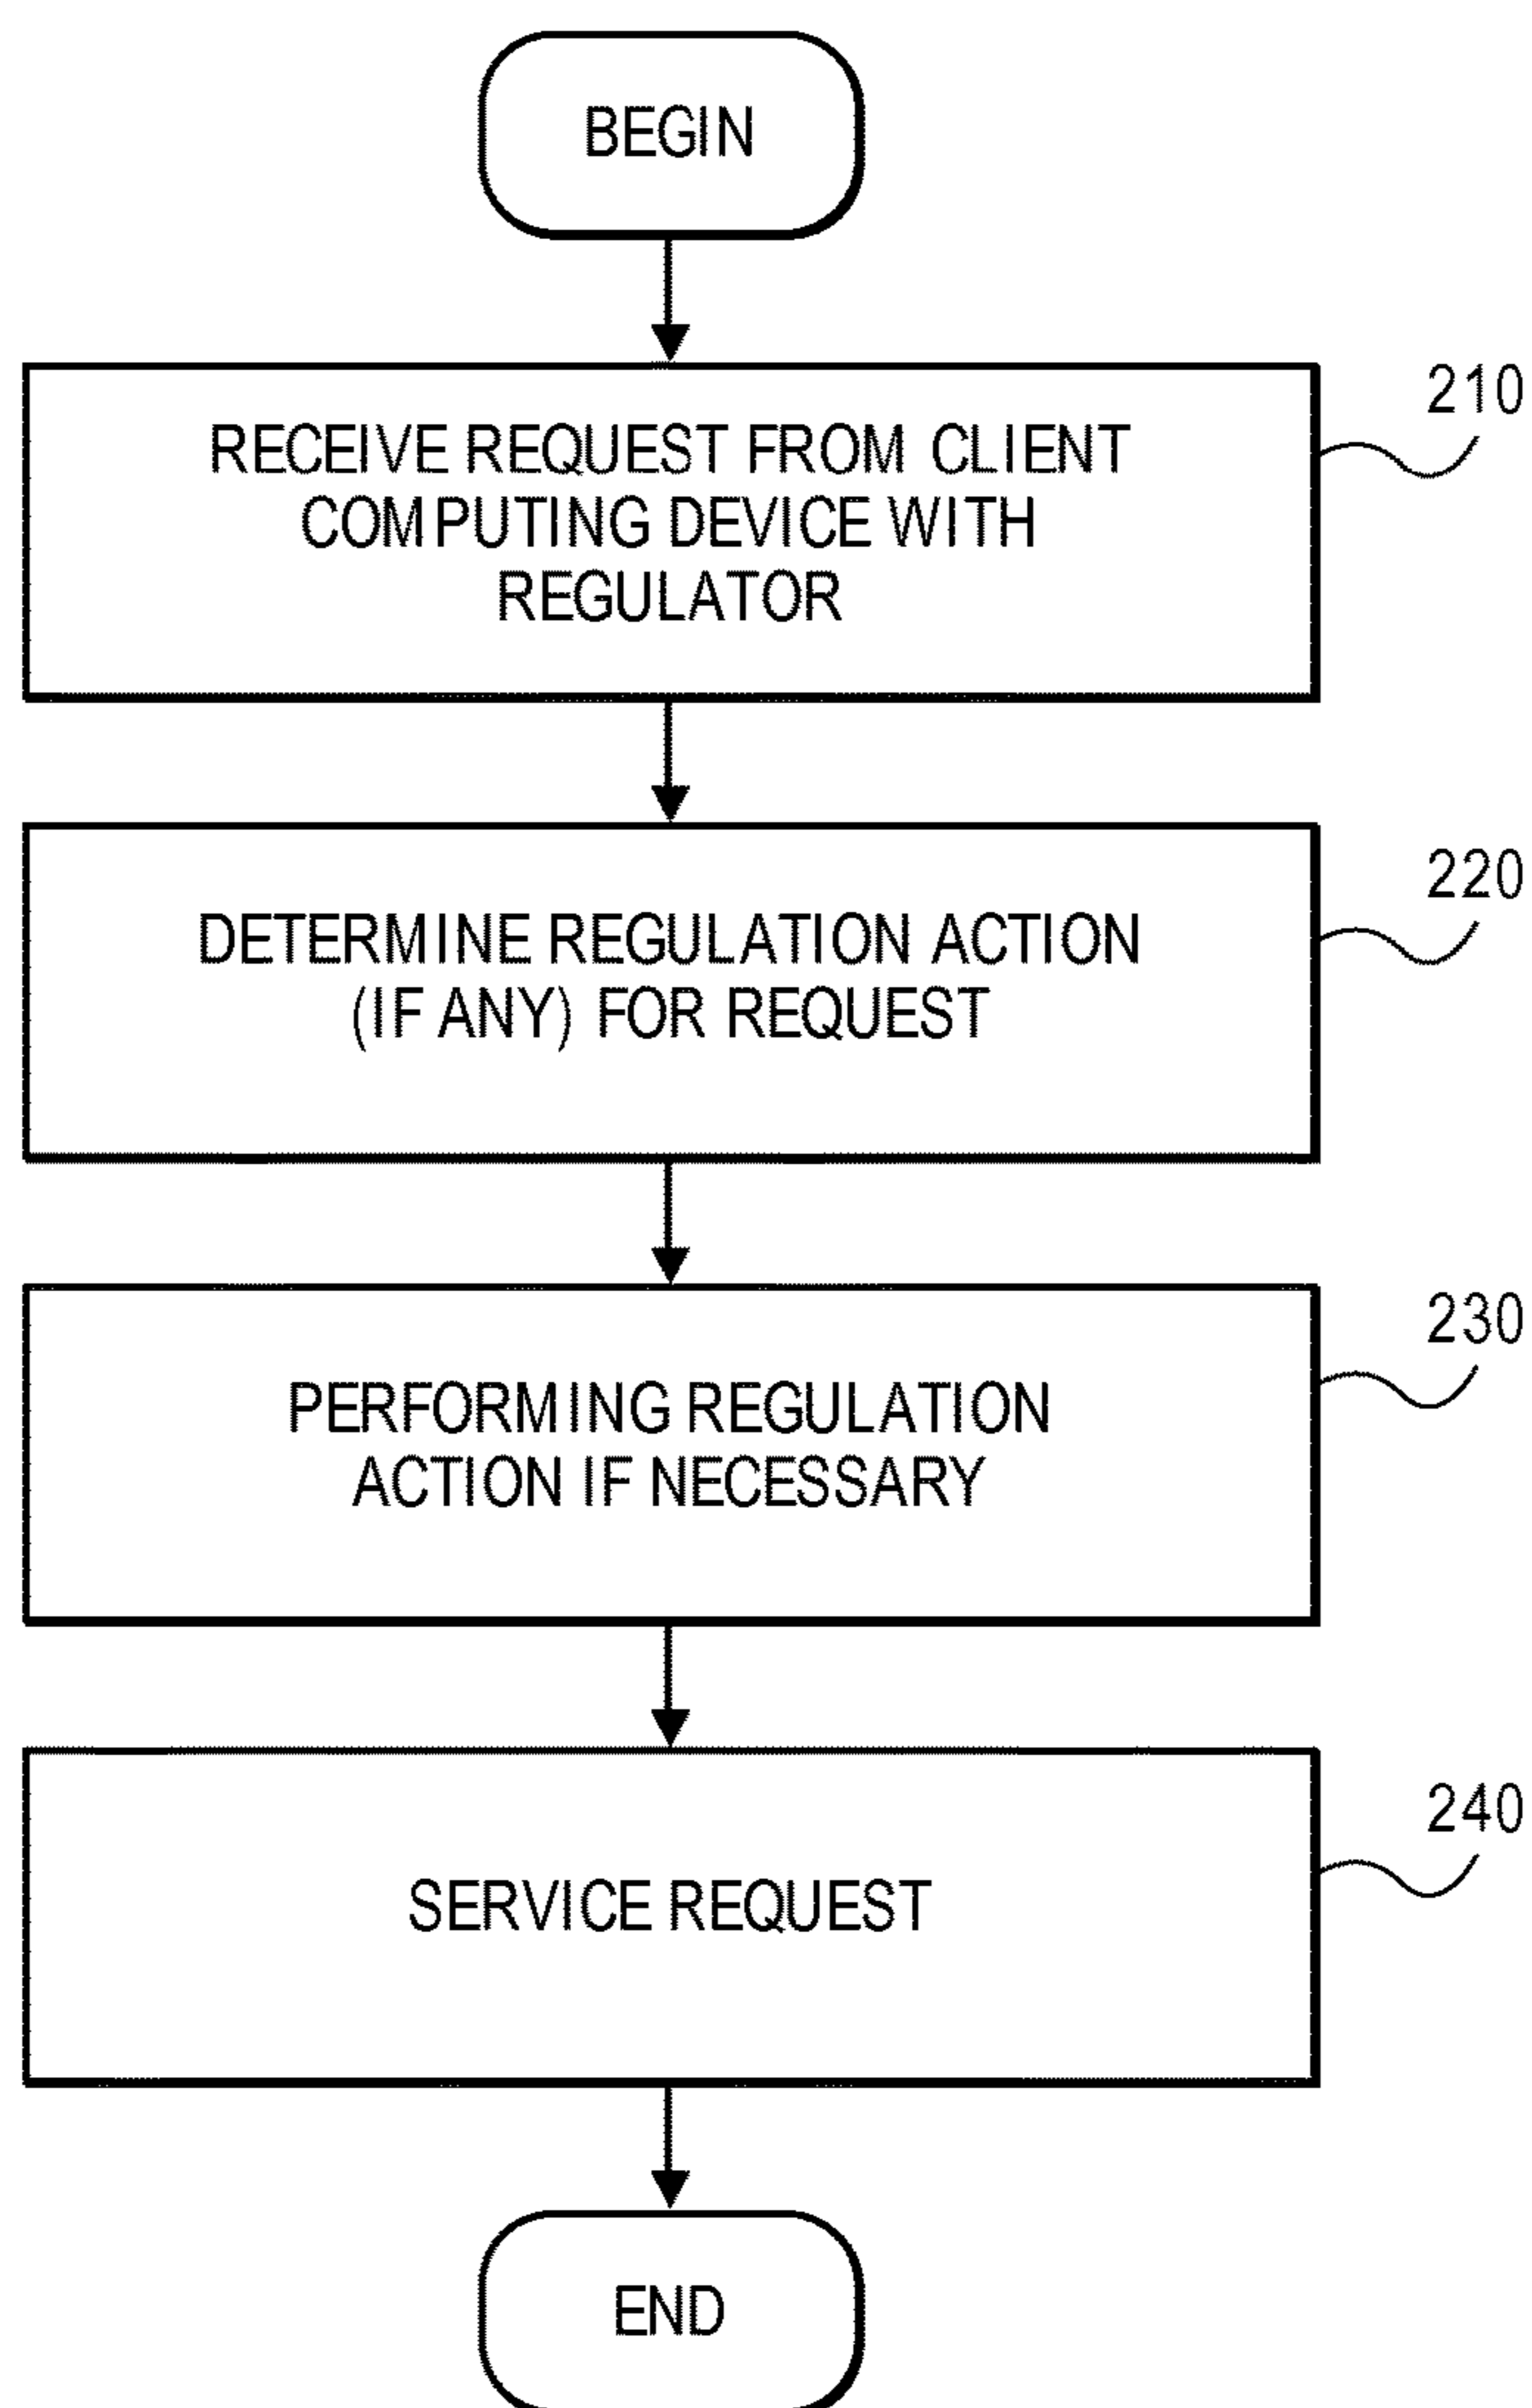 BEGIN
RECEIVE REQUEST FROM CLIENT
COMPUTING DEVICE WITH
REGULATOR
210
DETERMINE REGULATION ACTION
(IF ANY) FOR REQUEST
220
PERFORMING REGULATION
ACTION IF NECESSARY
230
SERVICE REQUEST
240
END